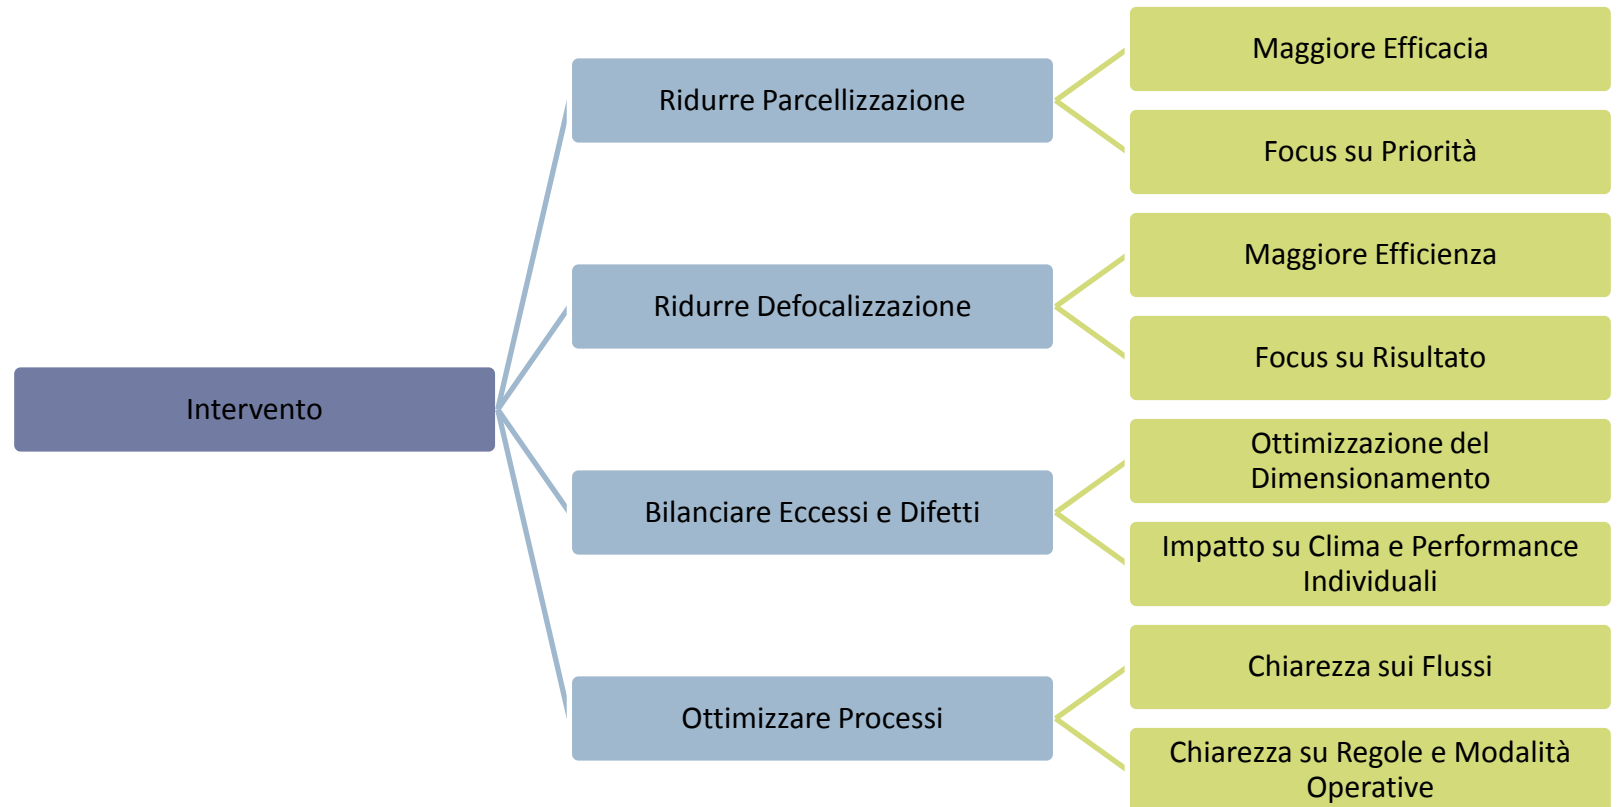 Intervento
Ridurre Parcellizzazione
Maggiore Efficacia
Focus su Priorità
Ridurre Defocalizzazione
Maggiore Efficienza
Focus su Risultato
Bilanciare Eccessi e Difetti
Ottimizzazione del
Dimensionamento
Impatto su Clima e Performance
Individuali
Ottimizzare Processi
Chiarezza sui Flussi
Chiarezza su Regole e Modalità
Operative